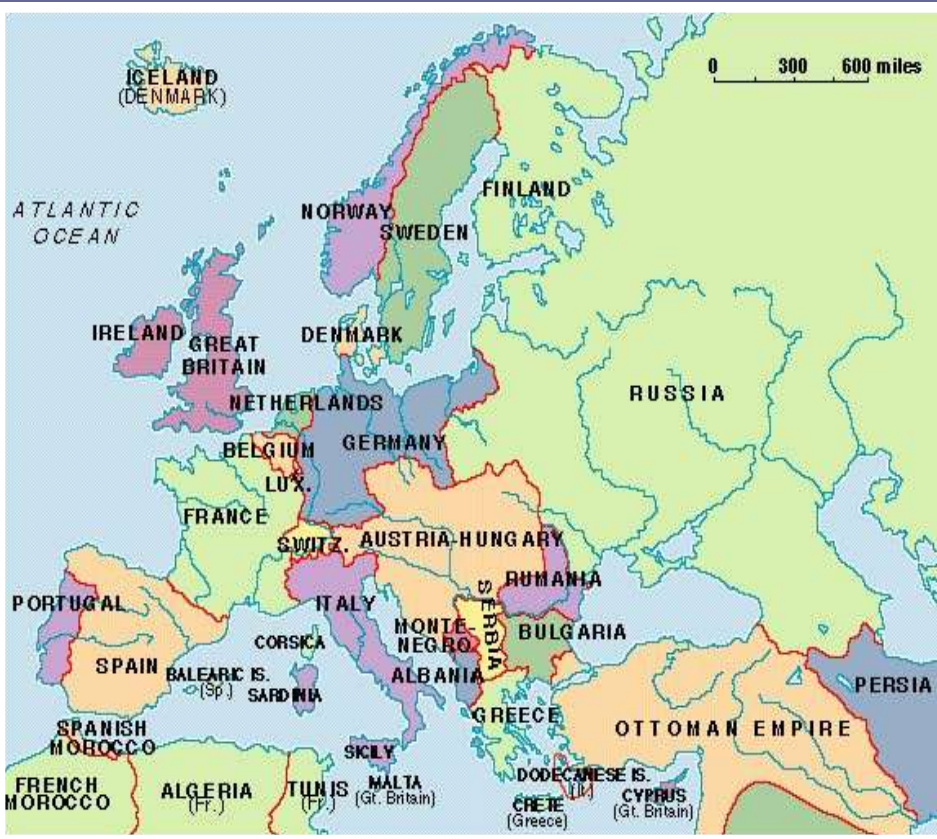 ICELAND
(DENMARK)
0 300 600 miles
ATLANTIC
OCEAN
NORWAY
SWEDEN
FINLAND
IRELAND
GREAT
BRITAIN
DENMARK
RUSSIA
NETHERLANDS
BELGIUM
GERMANY
LUX.
FRANCE
SWITZ.
AUSTRIA-HUNGARY
RUMANIA
SERBIA
PORTUGAL
ITALY
MONTE-
NEGRO
BULGARIA
CORSICA
SPAIN
BALEARIC IS.
(Sp.)
SARDINIA
ALBANIA
PERSIA
GREECE
OTTOMAN EMPIRE
SPANISH
MOROCCO
SICILY
FRENCH
MOROCCO
ALGERIA
(Fr.)
TUNIS
(Fr.)
MALTA
(Gt. Britain)
DODECANESE IS.
(It.)
CRETE
(Greece)
CYPRUS
(Gt. Britain)